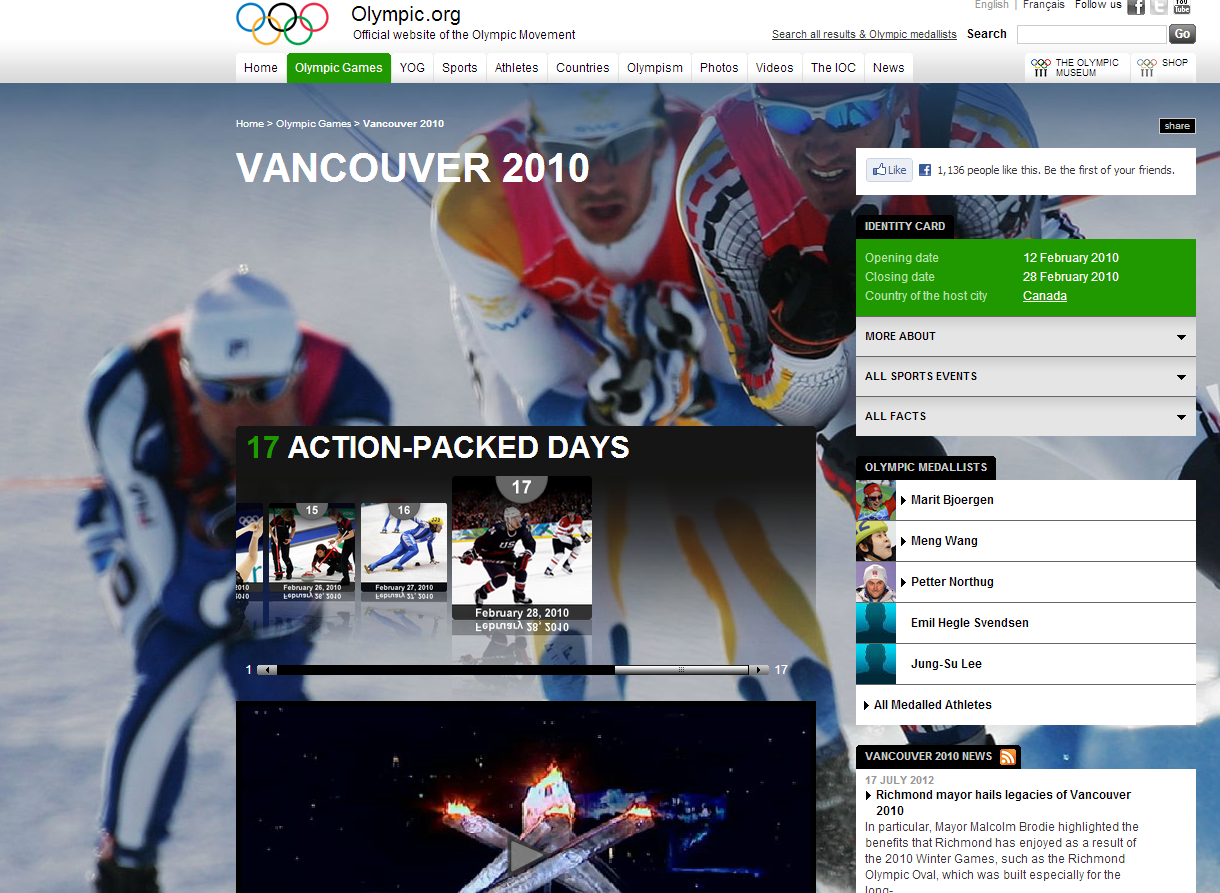 Olympic.org
Official website of the Olympic Movement
English | Français Follow us
You Tube
Search all results & Olympic medallists Search Go
Home Olympic Games YOG Sports Athletes Countries Olympism Photos Videos The IOC News
THE OLYMPIC MUSEUM
SHOP
Home > Olympic Games > Vancouver 2010
share
VANCOUVER 2010
Like 1,136 people like this. Be the first of your friends.
IDENTITY CARD
Opening date 12 February 2010
Closing date 28 February 2010
Country of the host city Canada
MORE ABOUT
ALL SPORTS EVENTS
ALL FACTS
17 ACTION-PACKED DAYS
15 16 17
USA
2010 February 26, 2010 February 27, 2010
February 28, 2010
1 17
OLYMPIC MEDALLISTS
Marit Bjoergen
Meng Wang
Petter Northug
Emil Hegle Svendsen
Jung-Su Lee
All Medalled Athletes
VANCOUVER 2010 NEWS
17 JULY 2012
Richmond mayor hails legacies of Vancouver
2010
In particular, Mayor Malcolm Brodie highlighted the
benefits that Richmond has enjoyed as a result of
the 2010 Winter Games, such as the Richmond
Olympic Oval, which was built especially for the
long-